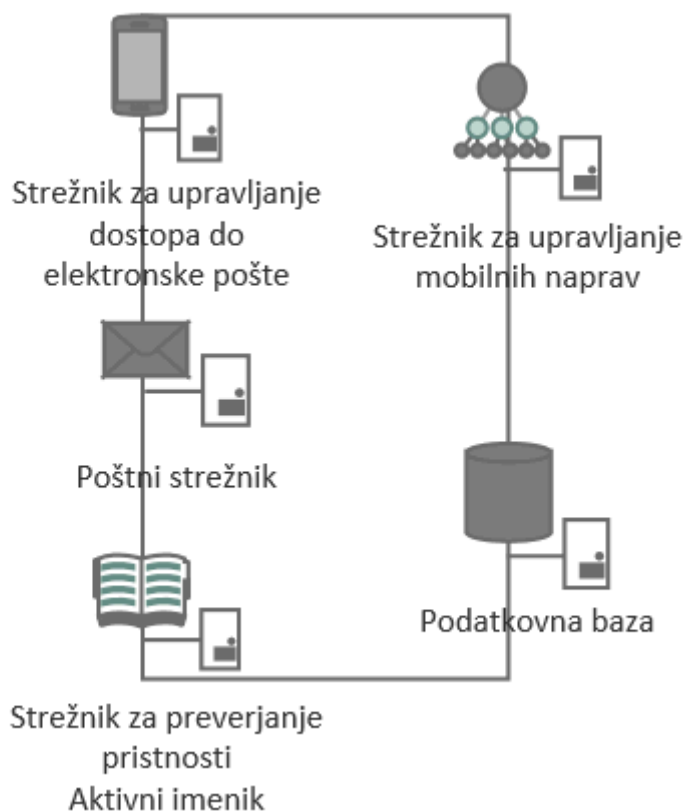 Strežnik za upravljanje
dostopa do
elektronske pošte
Strežnik za upravljanje
mobilnih naprav
Poštni strežnik
Podatkovna baza
Strežnik za preverjanje
pristnosti
Aktivni imenik